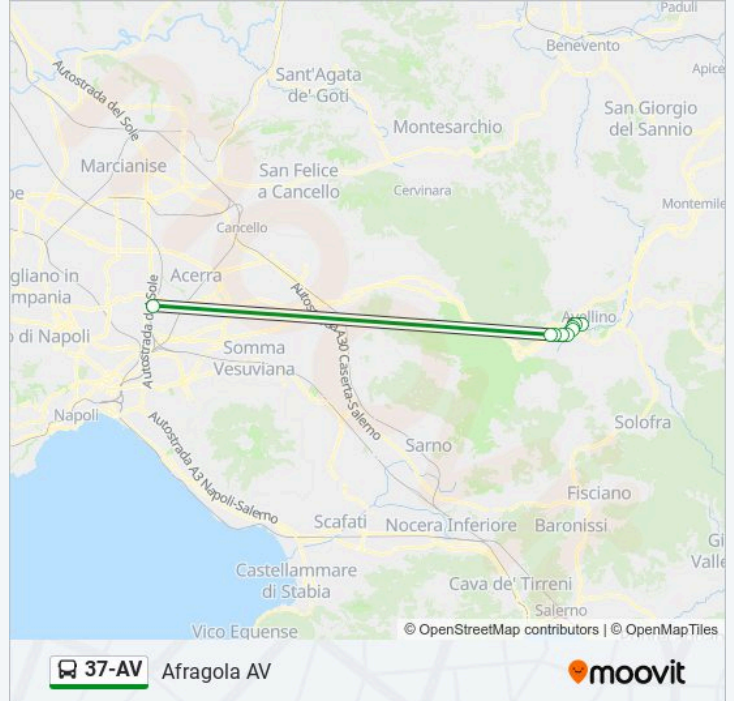 Paduli
Benevento
Autostrada del Sole
Sant'Agata
de' Goti
Apice
San Giorgio
del Sannio
Montesarchio
Marcianise
San Felice
a Cancello
Cervinara
Montemile
Cancello
gliano in
mpania
Acerra
Autostrada del Sole
Autostrada A30 Caserta-Salerno
Avellino
o di Napoli
Somma
Vesuviana
Napoli
Solofra
Autostrada A3 Napoli-Salerno
Sarno
Fisciano
Scafati
Nocera Inferiore
Baronissi
Gi
Valle
Castellammare
di Stabia
Cava de' Tirreni
Salerno
Vico Equense
© OpenStreetMap contributors | © OpenMapTiles
37-AV
Afragola AV
moovit